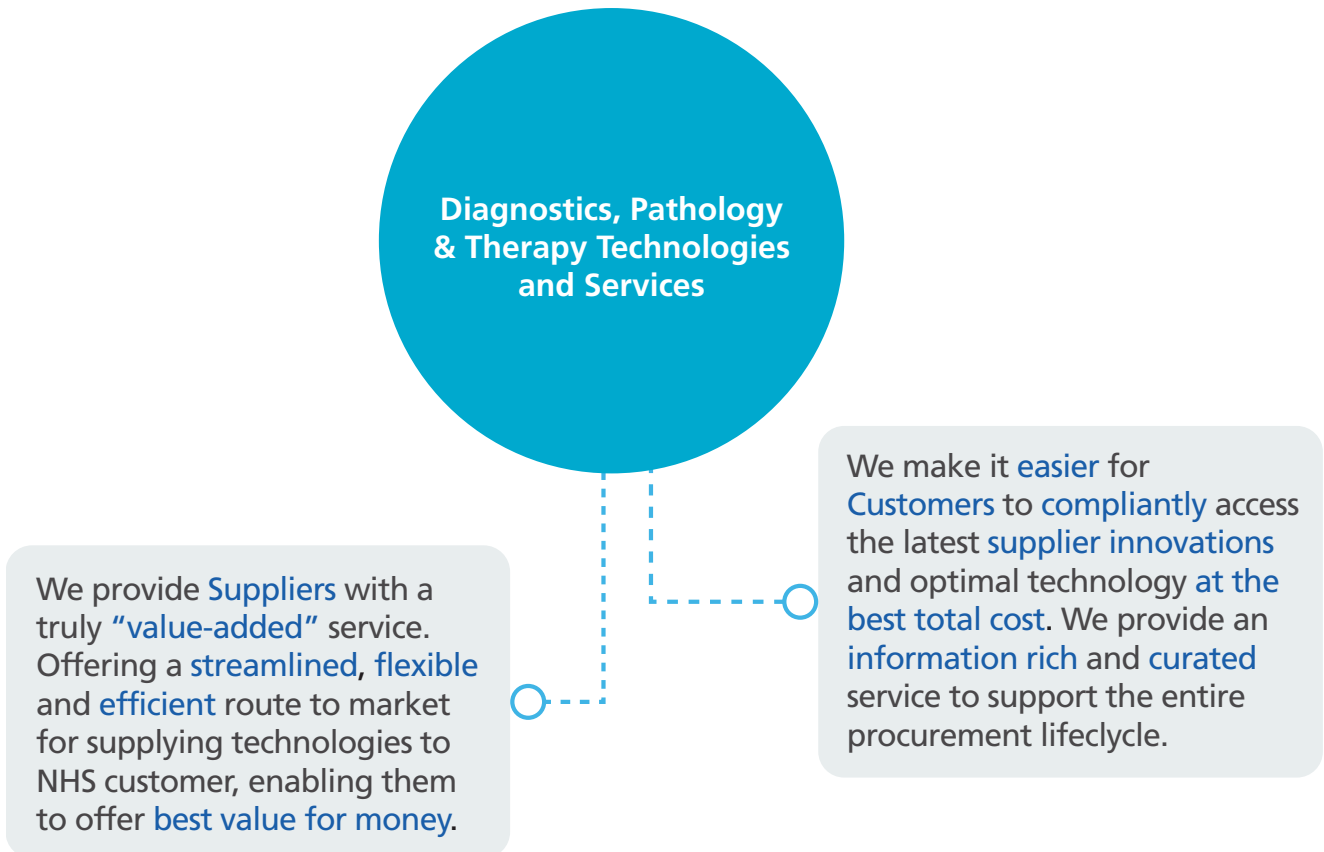 Diagnostics, Pathology
& Therapy Technologies
and Services
We make it easier for
Customers to compliantly access
the latest supplier innovations
and optimal technology at the
best total cost. We provide an
information rich and curated
service to support the entire
procurement lifeclycle.
We provide Suppliers with a
truly “value-added” service.
Offering a streamlined, flexible
and efficient route to market
for supplying technologies to
NHS customer, enabling them
to offer best value for money.